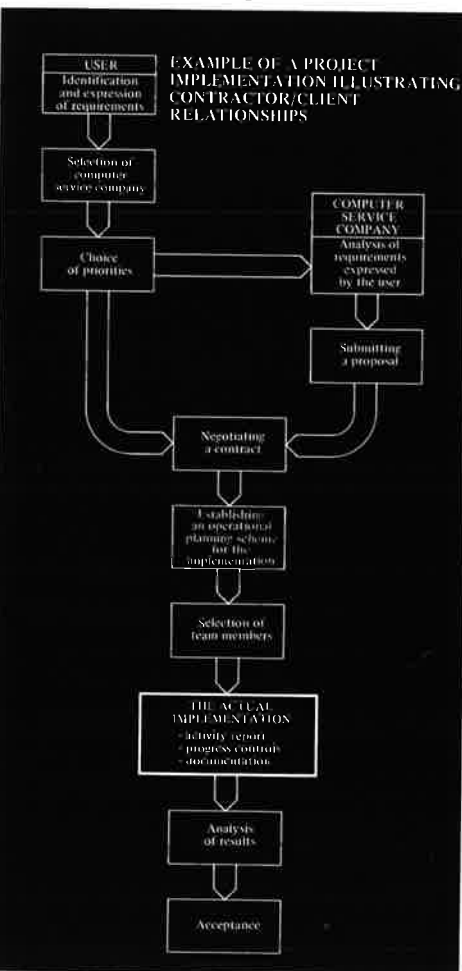 EXAMPLE OF A PROJECT
IMPLEMENTATION ILLUSTRATING
CONTRACTOR/CLIENT
RELATIONSHIPS
USER
Identification
and expression
of requirements
Selection of
computer
service company
Choice
of priorities
COMPUTER
SERVICE
COMPANY
Analysis of
requirements
expressed
by the user
Submitting
a proposal
Negotiating
a contract
Establishing
an operational
planning scheme
for the
implementation
Selection of
team members
THE ACTUAL
IMPLEMENTATION
- activity report
- progress controls
- documentation
Analysis
of results
Acceptance